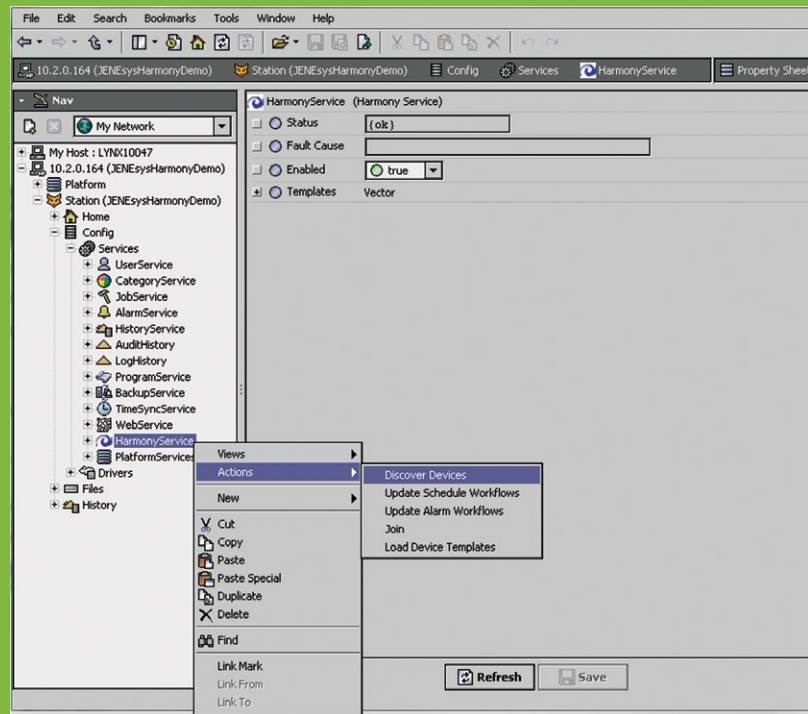 File Edit Search Bookmarks Tools Window Help
10.2.0.164 (JENEsysHarmonyDemo) Station (JENEsysHarmonyDemo) Config Services HarmonyService Property Sheet
Nav
My Network
My Host : LYNX10047
10.2.0.164 (JENEsysHarmonyDemo)
Platform
Station (JENEsysHarmonyDemo)
Home
Config
Services
UserService
CategoryService
JobService
AlarmService
HistoryService
AuditHistory
LogHistory
ProgramService
BackupService
TimeSyncService
WebService
HarmonyService
PlatformServices
Drivers
Files
History
HarmonyService (Harmony Service)
Status {ok}
Fault Cause
Enabled true
Templates Vector
Views
Actions
New
Cut
Copy
Paste
Paste Special
Duplicate
Delete
Find
Link Mark
Link From
Link To
Discover Devices
Update Schedule Workflows
Update Alarm Workflows
Join
Load Device Templates
Refresh Save